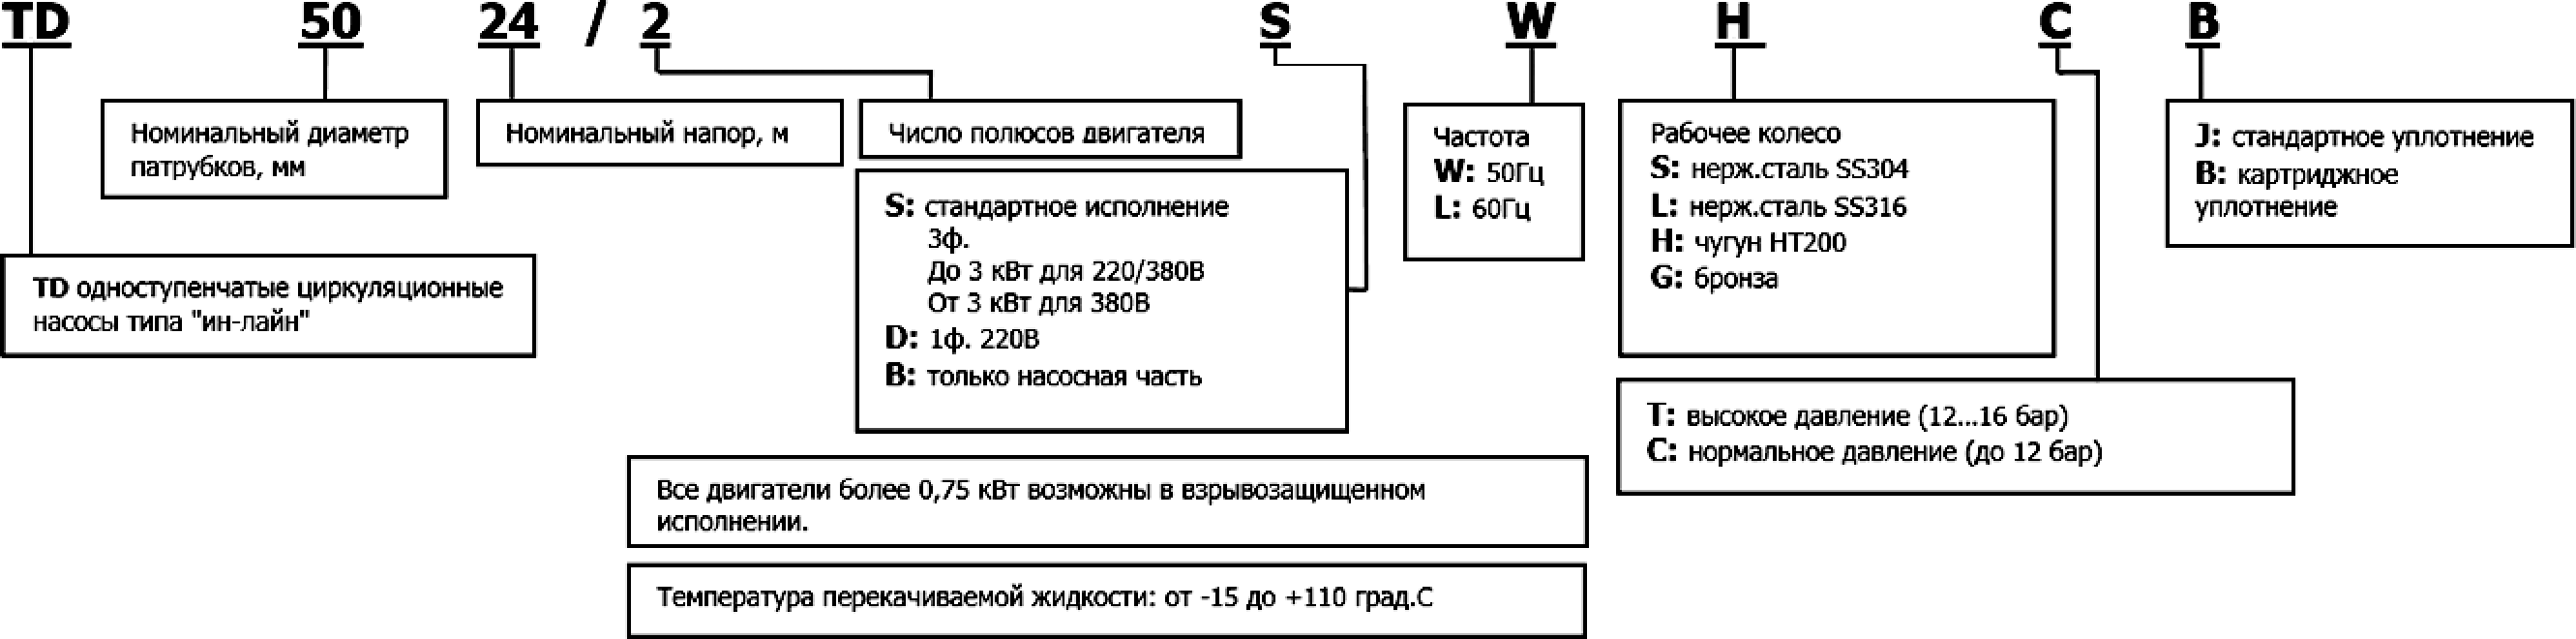 TD 50 24 / 2 S W H C B
Номинальный диаметр
патрубков, мм
Номинальный напор, м
Число полюсов двигателя
Частота
W: 50Гц
L: 60Гц
Рабочее колесо
S: нерж.сталь SS304
L: нерж.сталь SS316
H: чугун HT200
G: бронза
J: стандартное уплотнение
B: картриджное
уплотнение
TD одноступенчатые циркуляционные
насосы типа "ин-лайн"
S: стандартное исполнение
3ф.
До 3 кВт для 220/380В
От 3 кВт для 380В
D: 1ф. 220В
B: только насосная часть
T: высокое давление (12...16 бар)
C: нормальное давление (до 12 бар)
Все двигатели более 0,75 кВт возможны в взрывозащищенном
исполнении.
Температура перекачиваемой жидкости: от -15 до +110 град.С